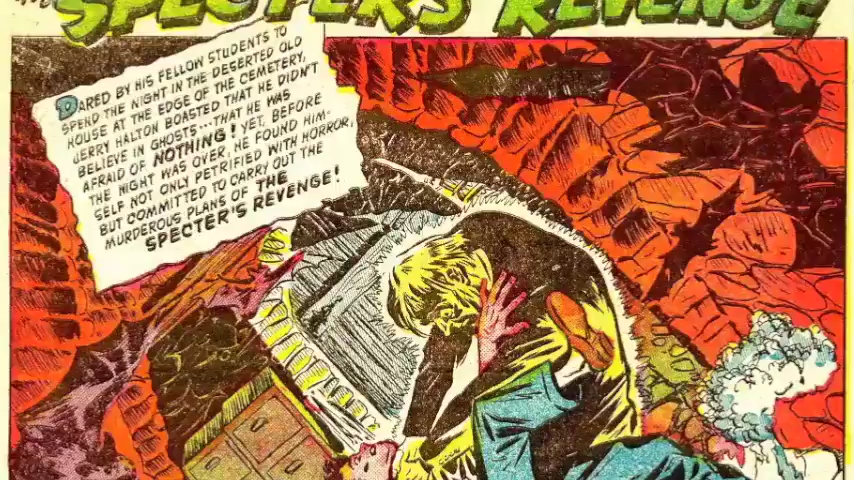 SPECTER'S REVENGE
DARED BY HIS FELLOW STUDENTS TO
SPEND THE NIGHT IN THE DESERTED OLD
HOUSE AT THE EDGE OF THE CEMETERY,
JERRY HALTON BOASTED THAT HE DIDN'T
BELIEVE IN GHOSTS...THAT HE WAS
AFRAID OF NOTHING! YET, BEFORE
THE NIGHT WAS OVER, HE FOUND HIM-
SELF NOT ONLY PETRIFIED WITH HORROR,
BUT COMMITTED TO CARRY OUT THE
MURDEROUS PLANS OF THE
SPECTER'S REVENGE!